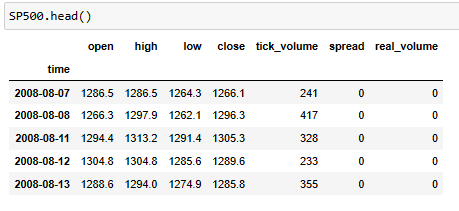 SP500.head()
open high low close tick_volume spread real_volume
time
2008-08-07 1286.5 1286.5 1264.3 1266.1 241 0 0
2008-08-08 1266.3 1297.9 1262.1 1296.3 417 0 0
2008-08-11 1294.4 1313.2 1291.4 1305.3 328 0 0
2008-08-12 1304.8 1304.8 1285.6 1289.6 233 0 0
2008-08-13 1288.6 1294.0 1274.9 1285.8 355 0 0